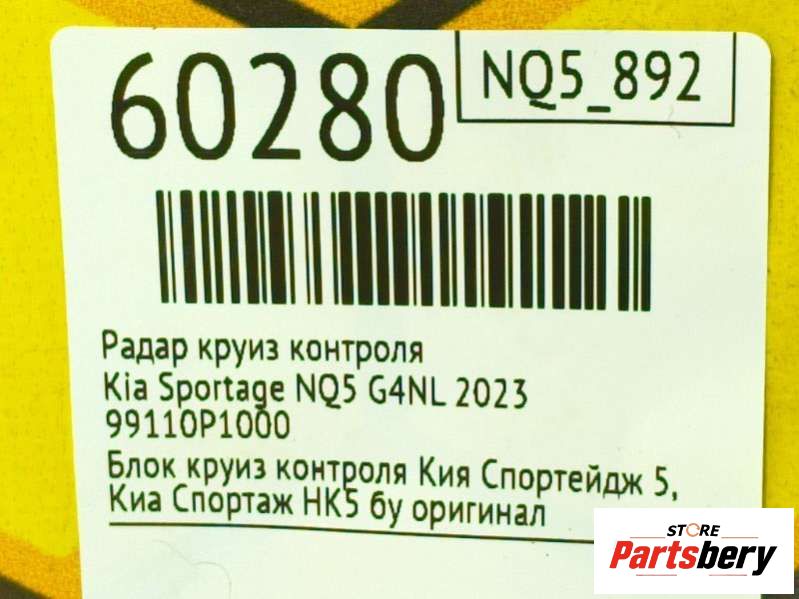 60280
NQ5_892
Радар круиз контроля
Kia Sportage NQ5 G4NL 2023
99110P1000
Блок круиз контроля Кия Спортейдж 5,
Киа Спортаж НК5 бу оригинал
STORE
Partsbery